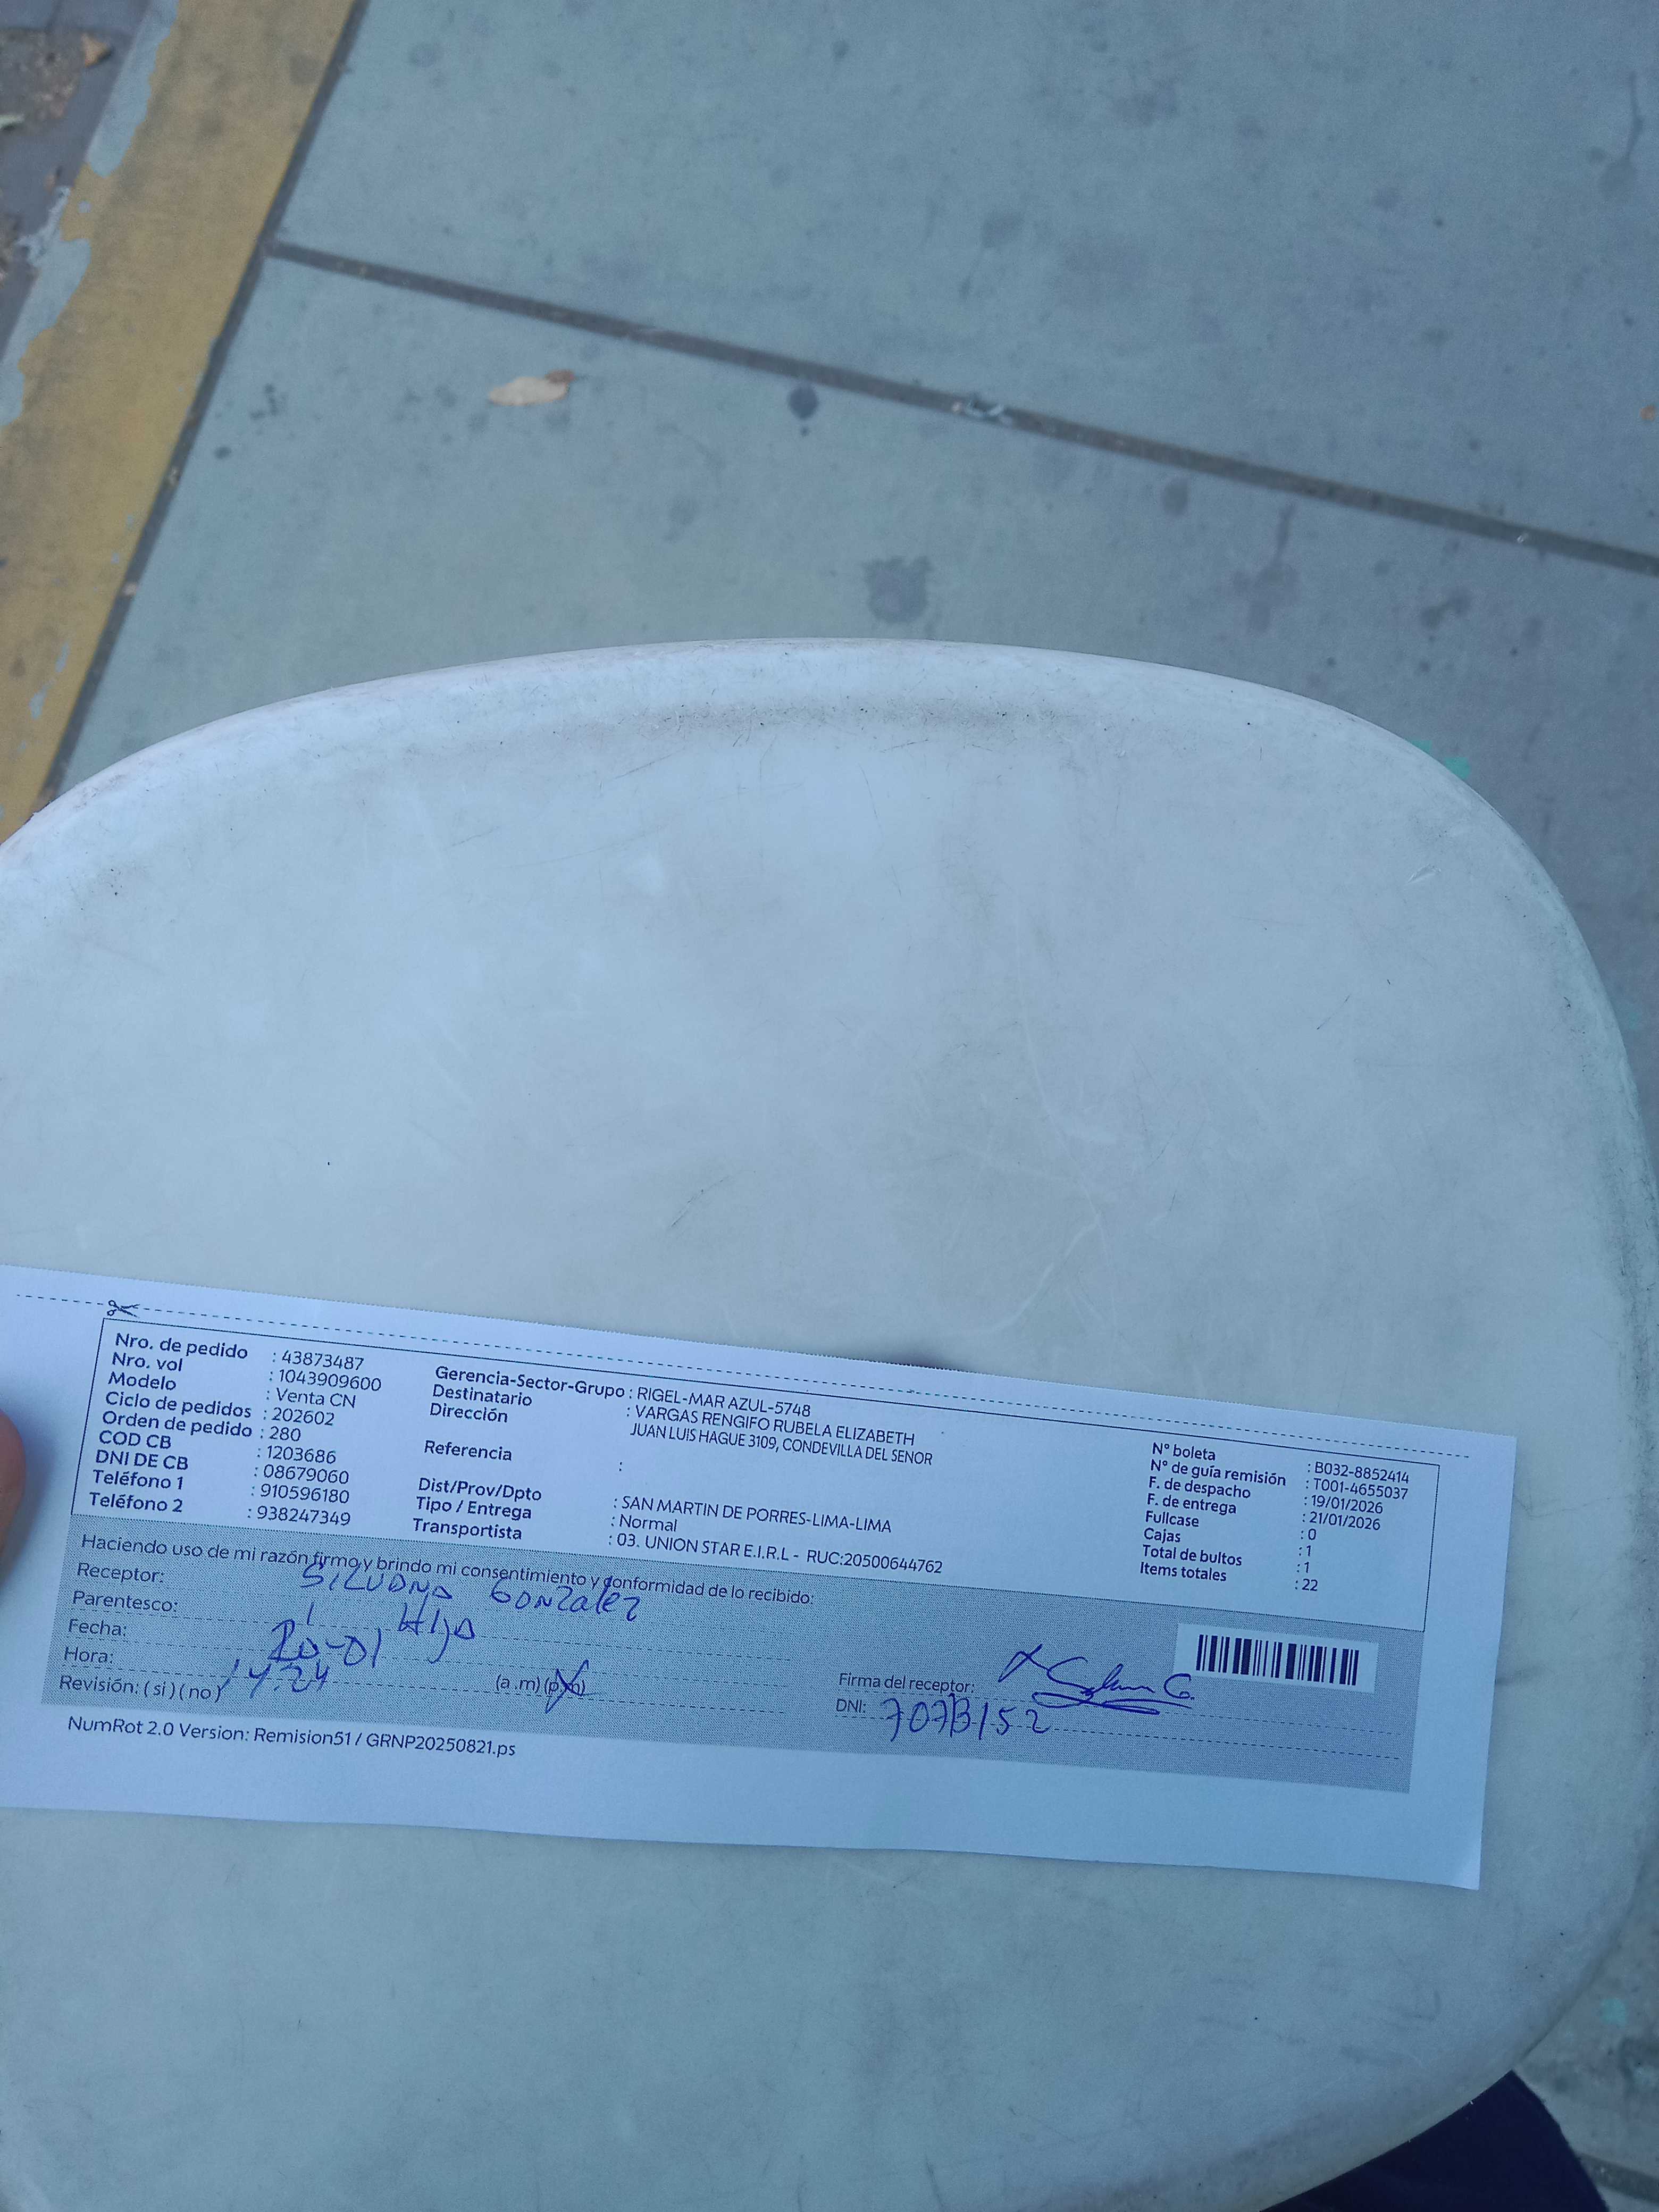 Nro. de pedido : 43873487
Nro. vol : 1043909600
Modelo : Venta CN
Ciclo de pedidos : 202602
Orden de pedido : 280
COD CB : 1203686
DNI DE CB : 08679060
Teléfono 1 : 910596180
Teléfono 2 : 938247349
Gerencia-Sector-Grupo : RIGEL-MAR AZUL-5748
Destinatario : VARGAS RENGIFO RUBELA ELIZABETH
Dirección JUAN LUIS HAGUE 3109, CONDEVILLA DEL SENOR
Referencia :
Dist/Prov/Dpto : SAN MARTIN DE PORRES-LIMA-LIMA
Tipo / Entrega : Normal
Transportista : 03. UNION STAR E.I.R.L - RUC:20500644762
N° boleta : B032-8852414
N° de guía remisión : T001-4655037
F. de despacho : 19/01/2026
F. de entrega : 21/01/2026
Fullcase : 0
Cajas : 1
Total de bultos : 1
Items totales : 22
Haciendo uso de mi razón firmo y brindo mi consentimiento y conformidad de lo recibido:
Receptor: Gonzalez
Parentesco: HIjo
Fecha: 20-01
Hora: 14:24 (a.m) (p.m)
Revisión: ( si ) ( no )
Firma del receptor:
DNI:
NumRot 2.0 Version: Remision51 / GRNP20250821.ps